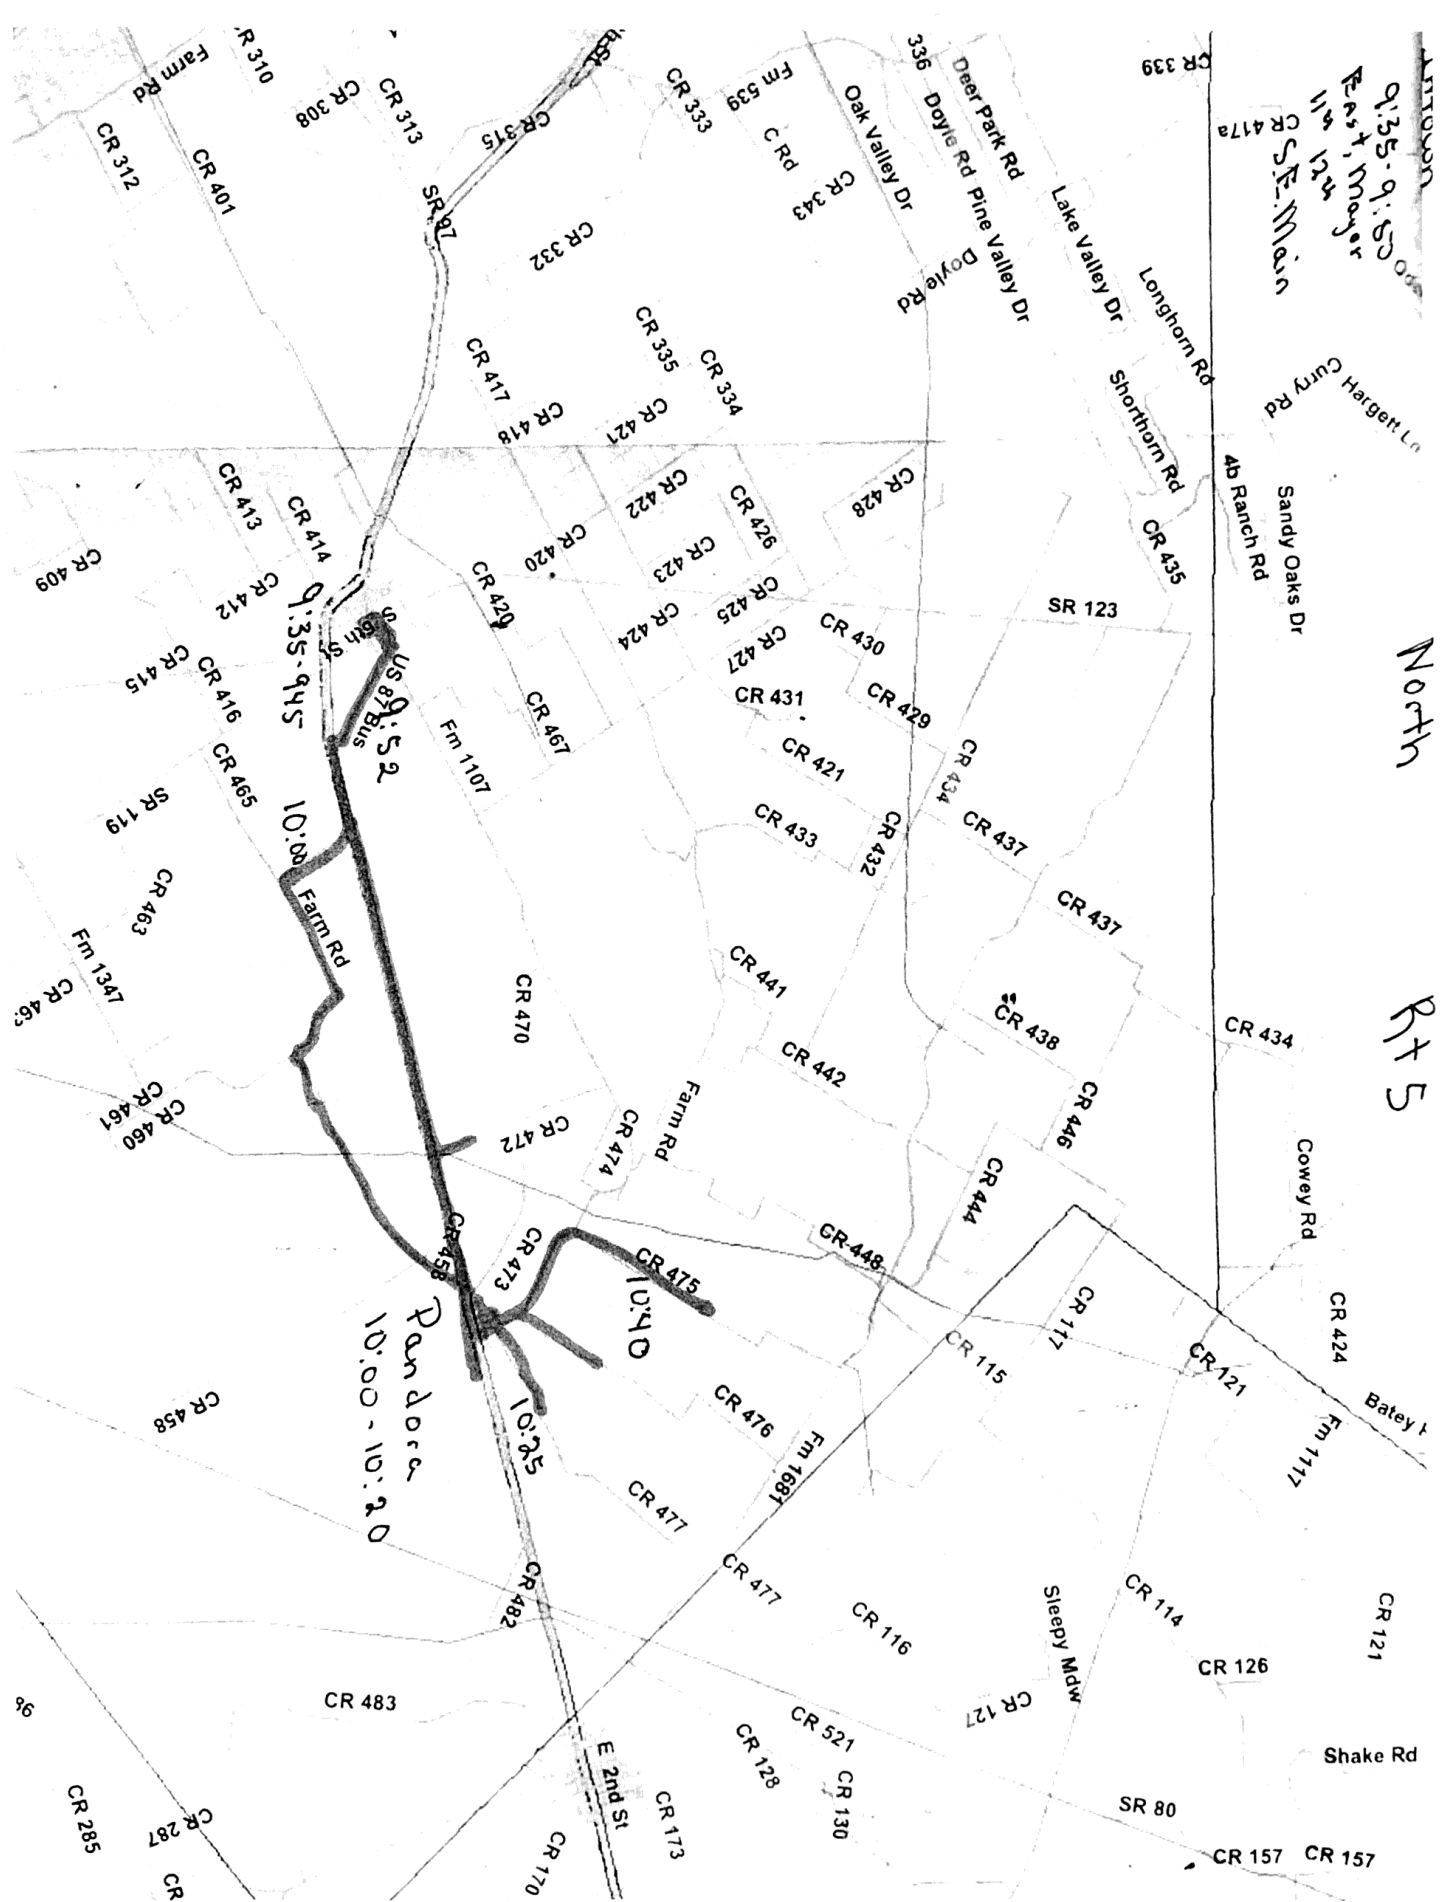 Farm Rd
CR 310
CR 308
CR 313
CR 315
CR 312
CR 401
SR 97
CR 332
CR 333
Fm 539
C Rd
CR 343
Oak Valley Dr
336
Doyle Rd
Deer Park Rd
Pine Valley Dr
Doyle Rd
Lake Valley Dr
Longhorn Rd
Shorthorn Rd
CR 339
CR 417a
9:35-9:50
East, Mayor
11th 12th
S.E. Main
Curry Rd
Hargett Ln
4b Ranch Rd
Sandy Oaks Dr
CR 335
CR 334
CR 417
CR 418
CR 421
CR 413
CR 414
CR 409
CR 412
CR 422
CR 426
CR 428
CR 420
CR 423
CR 425
CR 420
CR 424
CR 427
CR 435
SR 123
CR 430
CR 431
CR 429
9:35-945
S
6th St
US 87 Bus
9:52
CR 415
CR 416
CR 465
SR 119
Fm 1107
CR 467
CR 421
CR 434
CR 433
CR 432
CR 437
CR 437
North
10:00
Farm Rd
CR 463
Fm 1347
CR 470
CR 441
CR 438
CR 434
CR 442
CR 446
Rt 5
CR 461
CR 460
CR 472
CR 474
Farm Rd
CR 444
Cowey Rd
CR 458
CR 473
CR 475
CR 448
10:40
CR 117
CR 115
CR 424
CR 121
Batey
Fm 1117
Pandora
10:00-10:20
10:25
CR 458
CR 476
Fm 1681
CR 477
CR 477
CR 482
CR 116
Sleepy Mdw
CR 114
CR 121
CR 126
CR 127
CR 483
CR 521
CR 128
CR 130
E 2nd St
CR 173
CR 170
CR 285
CR 287
CR
Shake Rd
SR 80
CR 157
CR 157